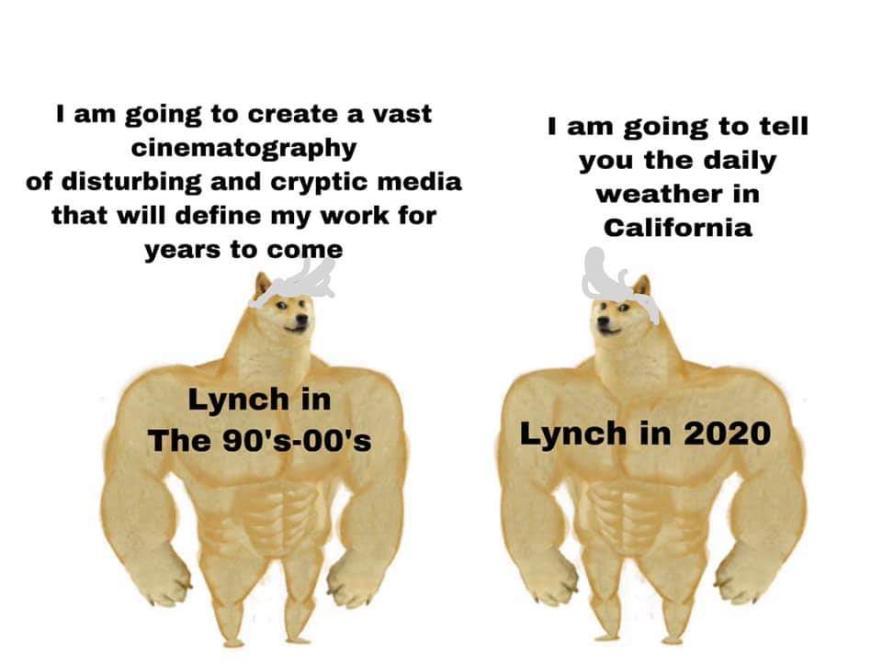 I am going to create a vast
cinematography
of disturbing and cryptic media
that will define my work for
years to come
I am going to tell
you the daily
weather in
California
Lynch in
The 90's-00's
Lynch in 2020